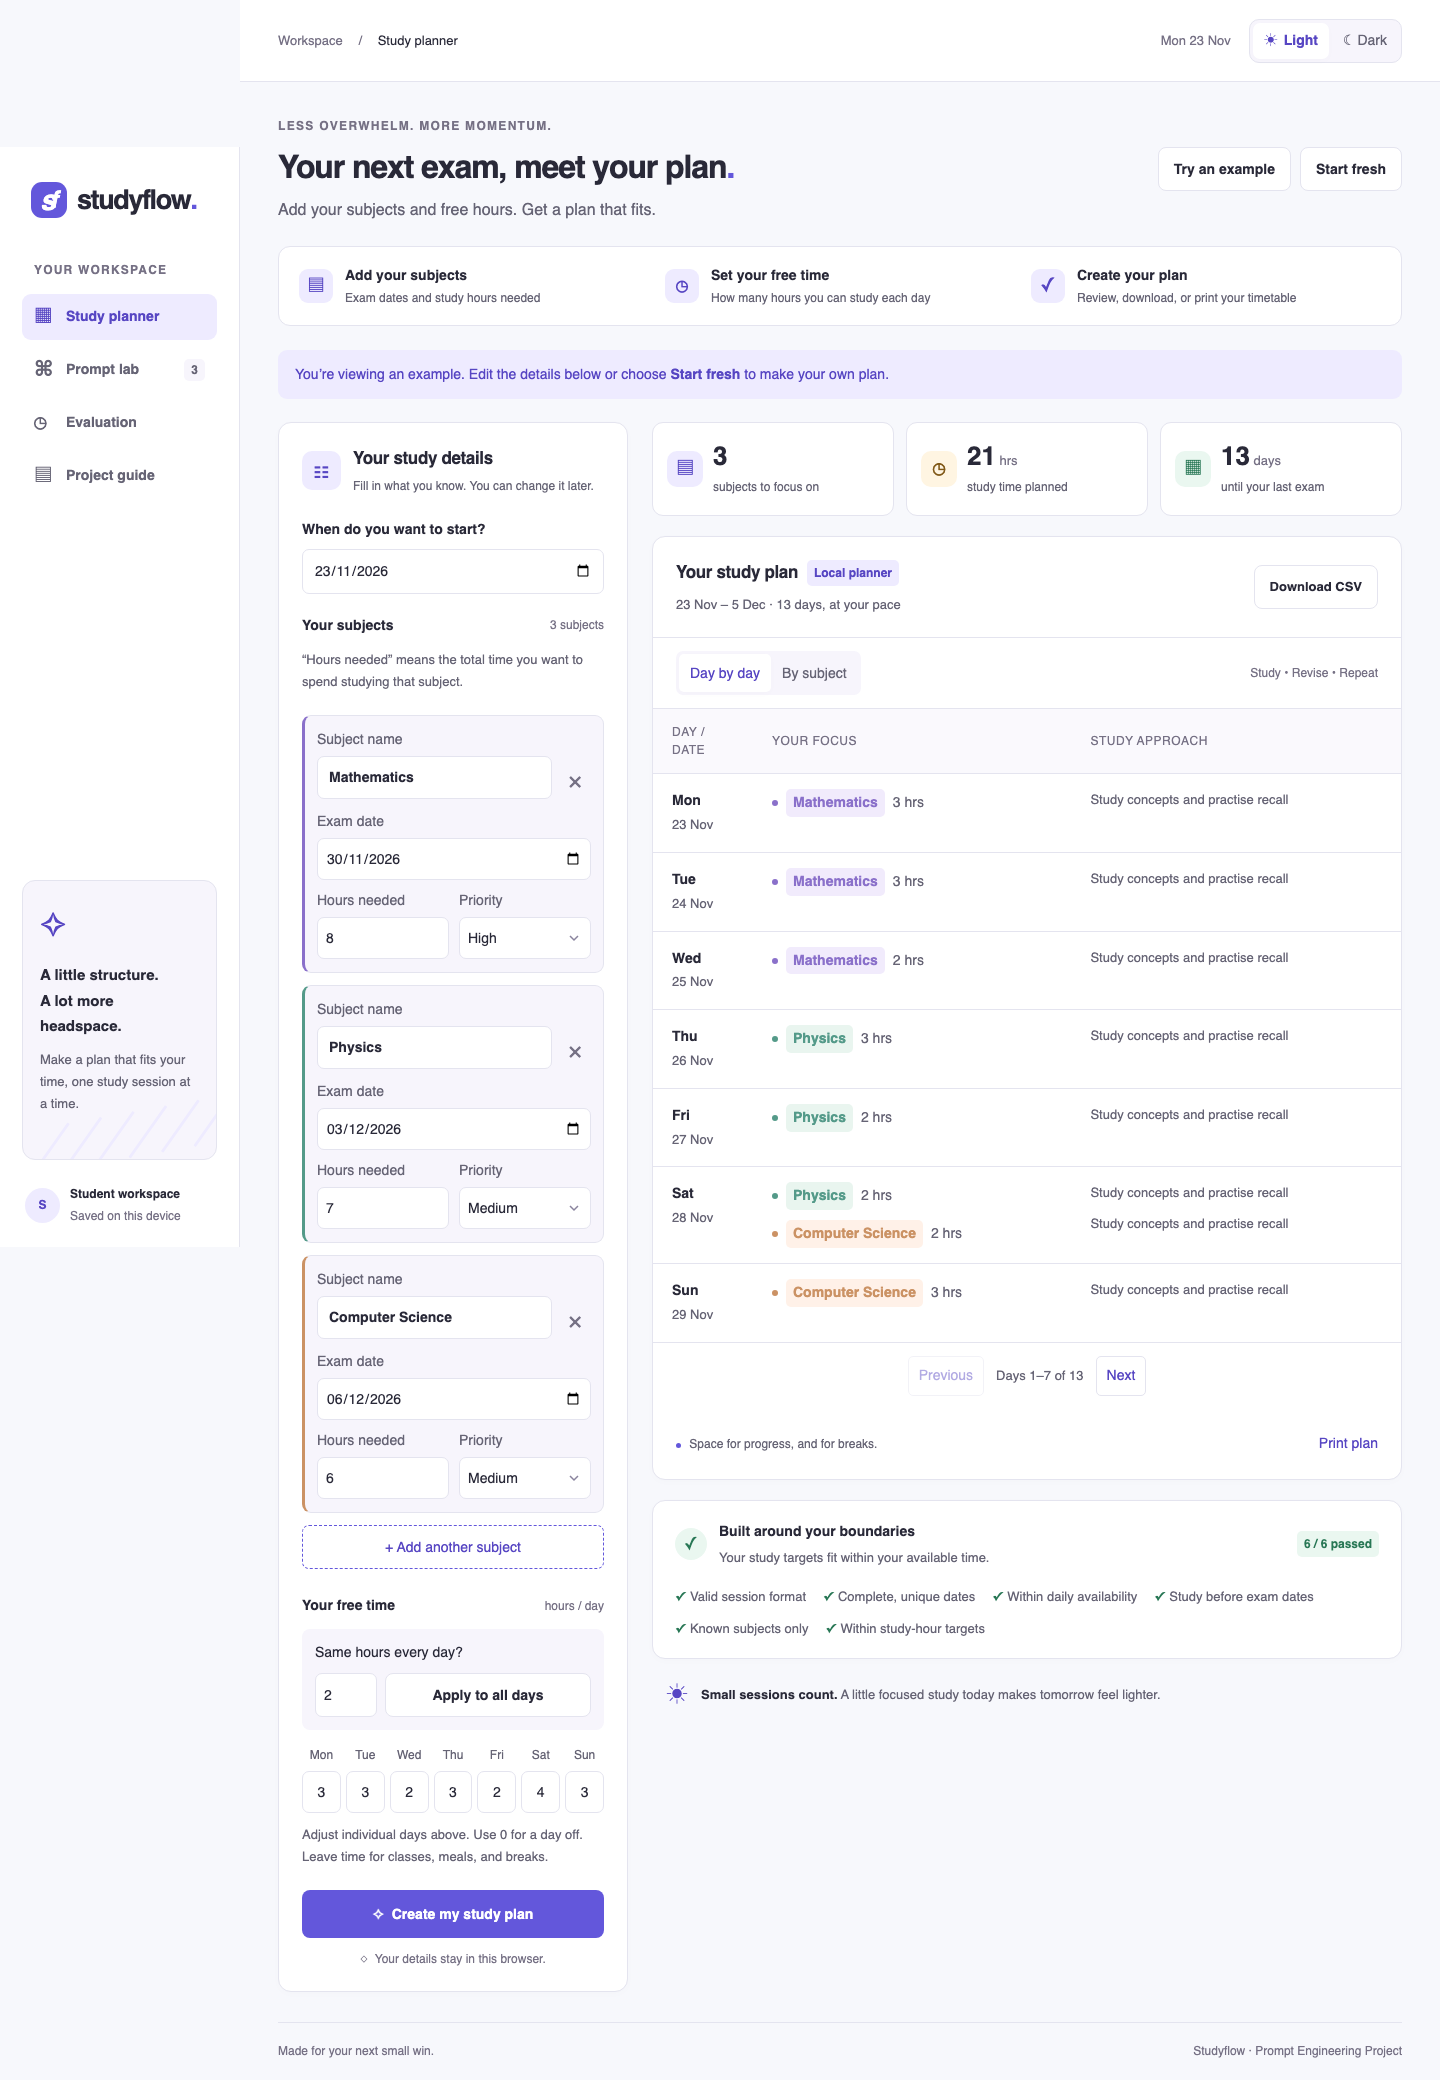 Workspace / Study planner
Mon 23 Nov
Light
Dark
studyflow.
YOUR WORKSPACE
Study planner
Prompt lab 3
Evaluation
Project guide
A little structure.
A lot more
headspace.
Make a plan that fits your
time, one study session at
a time.
S
Student workspace
Saved on this device
LESS OVERWHELM. MORE MOMENTUM.
Your next exam, meet your plan.
Add your subjects and free hours. Get a plan that fits.
Try an example
Start fresh
Add your subjects
Exam dates and study hours needed
Set your free time
How many hours you can study each day
Create your plan
Review, download, or print your timetable
You’re viewing an example. Edit the details below or choose Start fresh to make your own plan.
Your study details
Fill in what you know. You can change it later.
When do you want to start?
23/11/2026
Your subjects 3 subjects
“Hours needed” means the total time you want to
spend studying that subject.
Subject name
Mathematics
Exam date
30/11/2026
Hours needed Priority
8 High
Subject name
Physics
Exam date
03/12/2026
Hours needed Priority
7 Medium
Subject name
Computer Science
Exam date
06/12/2026
Hours needed Priority
6 Medium
+ Add another subject
Your free time hours / day
Same hours every day?
2 Apply to all days
Mon Tue Wed Thu Fri Sat Sun
3 3 2 3 2 4 3
Adjust individual days above. Use 0 for a day off.
Leave time for classes, meals, and breaks.
Create my study plan
Your details stay in this browser.
3
subjects to focus on
21 hrs
study time planned
13 days
until your last exam
Your study plan Local planner
23 Nov – 5 Dec · 13 days, at your pace
Download CSV
Day by day By subject
Study • Revise • Repeat
DAY /
DATE
YOUR FOCUS
STUDY APPROACH
Mon
23 Nov
Mathematics 3 hrs
Study concepts and practise recall
Tue
24 Nov
Mathematics 3 hrs
Study concepts and practise recall
Wed
25 Nov
Mathematics 2 hrs
Study concepts and practise recall
Thu
26 Nov
Physics 3 hrs
Study concepts and practise recall
Fri
27 Nov
Physics 2 hrs
Study concepts and practise recall
Sat
28 Nov
Physics 2 hrs
Study concepts and practise recall
Computer Science 2 hrs
Study concepts and practise recall
Sun
29 Nov
Computer Science 3 hrs
Study concepts and practise recall
Previous Days 1–7 of 13 Next
Space for progress, and for breaks.
Print plan
Built around your boundaries
Your study targets fit within your available time.
6 / 6 passed
✓ Valid session format ✓ Complete, unique dates ✓ Within daily availability ✓ Study before exam dates
✓ Known subjects only ✓ Within study-hour targets
Small sessions count. A little focused study today makes tomorrow feel lighter.
Made for your next small win.
Studyflow · Prompt Engineering Project